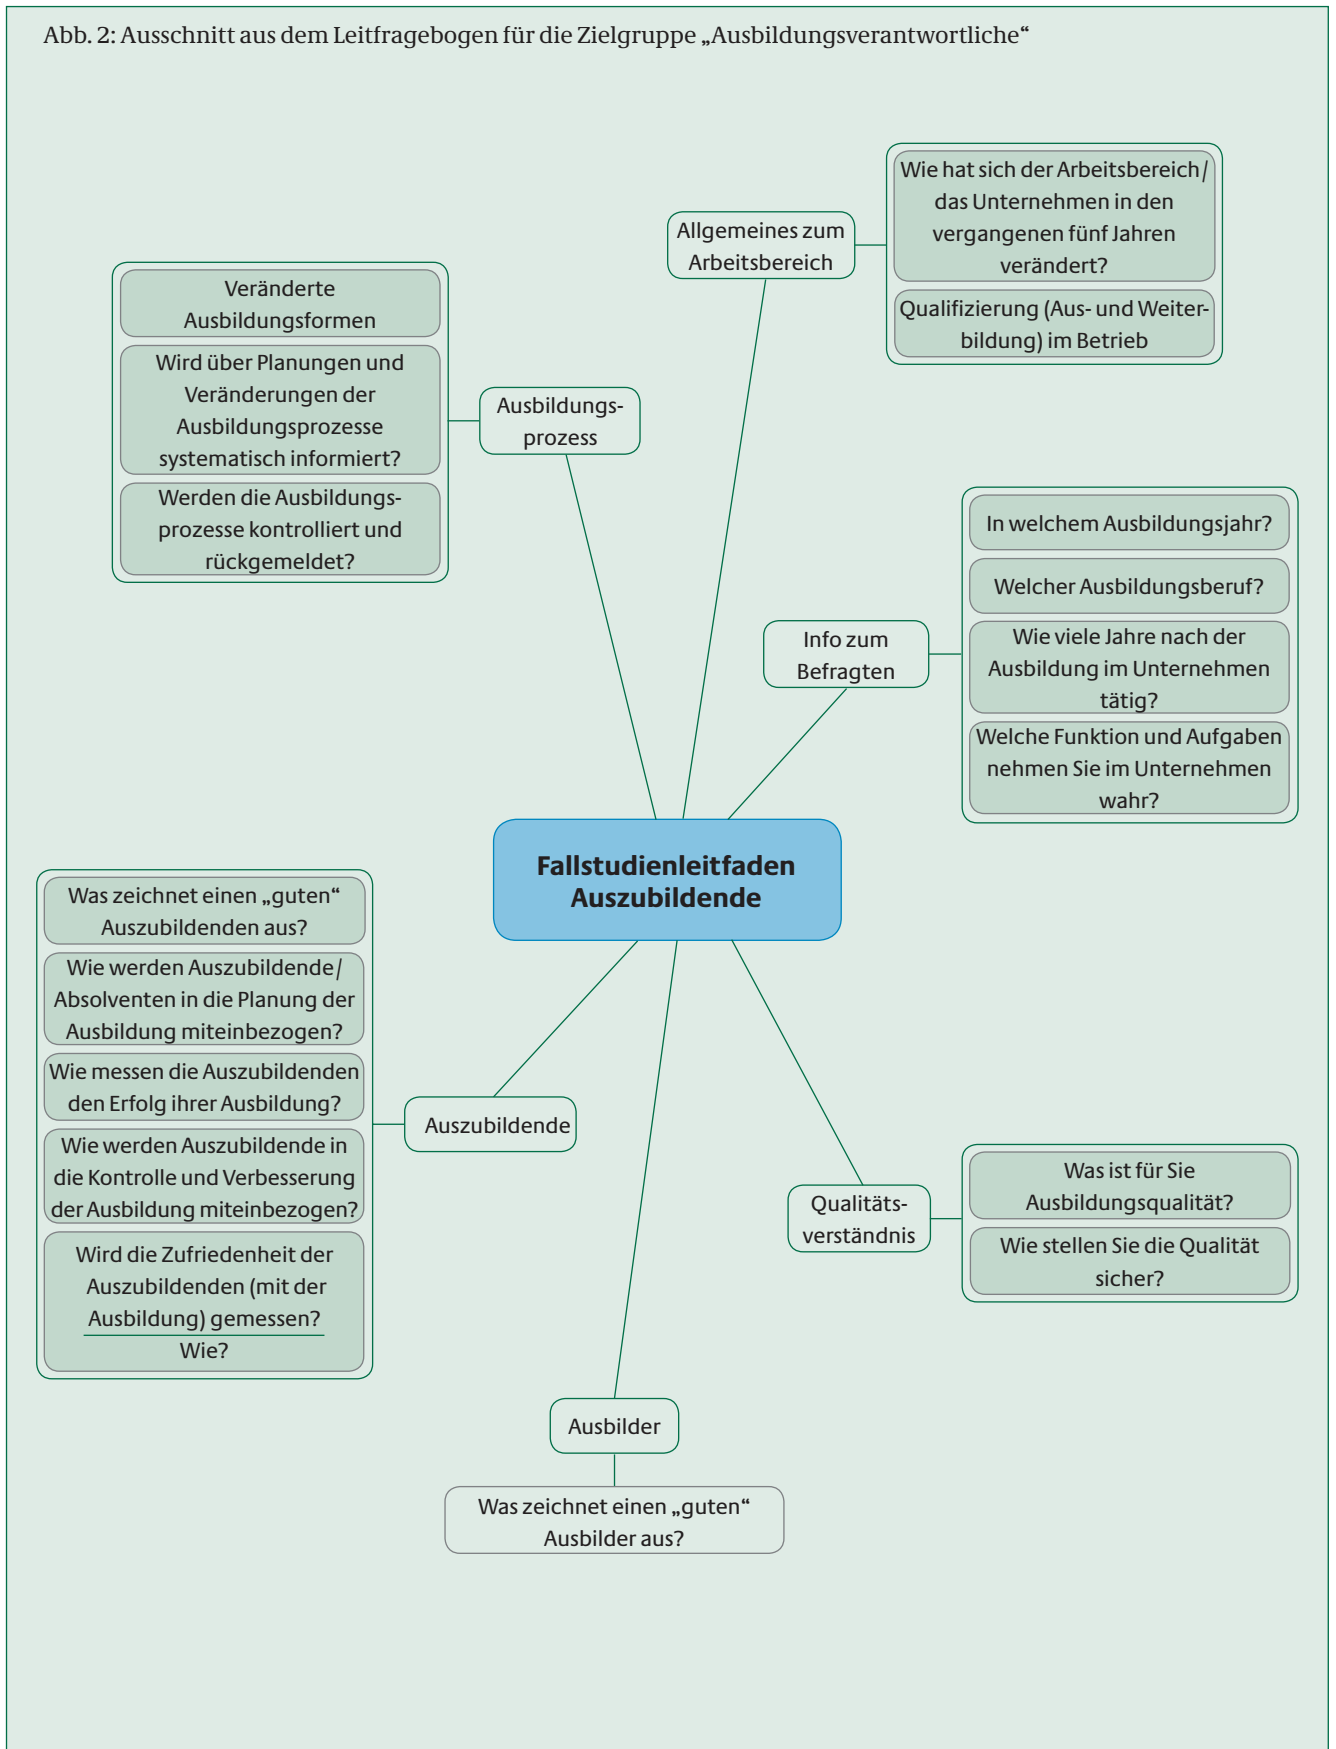 Abb. 2: Ausschnitt aus dem Leitfragebogen für die Zielgruppe „Ausbildungsverantwortliche“
Allgemeines zum
Arbeitsbereich
Wie hat sich der Arbeitsbereich/
das Unternehmen in den
vergangenen fünf Jahren
verändert?
Qualifizierung (Aus- und Weiter-
bildung) im Betrieb
Veränderte
Ausbildungsformen
Wird über Planungen und
Veränderungen der
Ausbildungsprozesse
systematisch informiert?
Werden die Ausbildungs-
prozesse kontrolliert und
rückgemeldet?
Ausbildungs-
prozess
Info zum
Befragten
In welchem Ausbildungsjahr?
Welcher Ausbildungsberuf?
Wie viele Jahre nach der
Ausbildung im Unternehmen
tätig?
Welche Funktion und Aufgaben
nehmen Sie im Unternehmen
wahr?
Fallstudienleitfaden
Auszubildende
Was zeichnet einen „guten“
Auszubildenden aus?
Wie werden Auszubildende/
Absolventen in die Planung der
Ausbildung miteinbezogen?
Wie messen die Auszubildenden
den Erfolg ihrer Ausbildung?
Wie werden Auszubildende in
die Kontrolle und Verbesserung
der Ausbildung miteinbezogen?
Wird die Zufriedenheit der
Auszubildenden (mit der
Ausbildung) gemessen?
Wie?
Auszubildende
Qualitäts-
verständnis
Was ist für Sie
Ausbildungsqualität?
Wie stellen Sie die Qualität
sicher?
Ausbilder
Was zeichnet einen „guten“
Ausbilder aus?